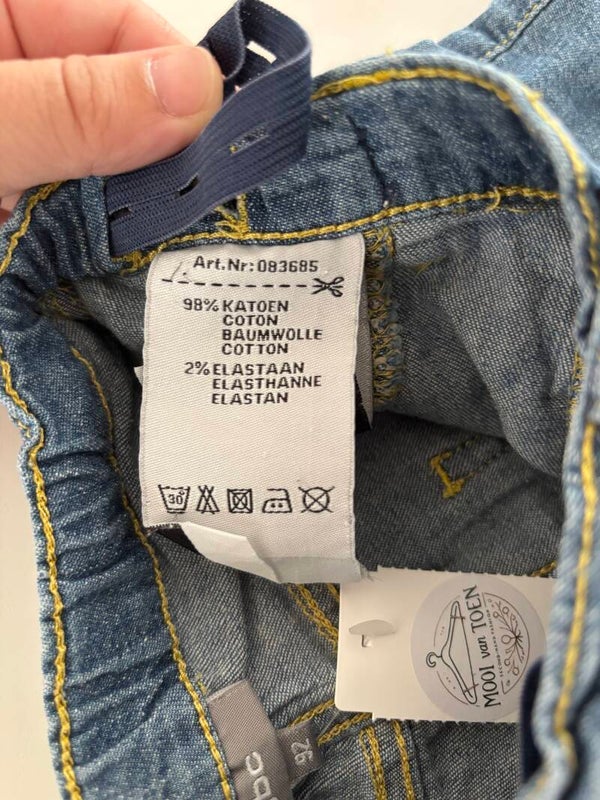 Art.Nr:083685
98% KATOEN
COTON
BAUMWOLLE
COTTON
2% ELASTAAN
ELASTHANNE
ELASTAN
30°
MOOI van TOEN
92